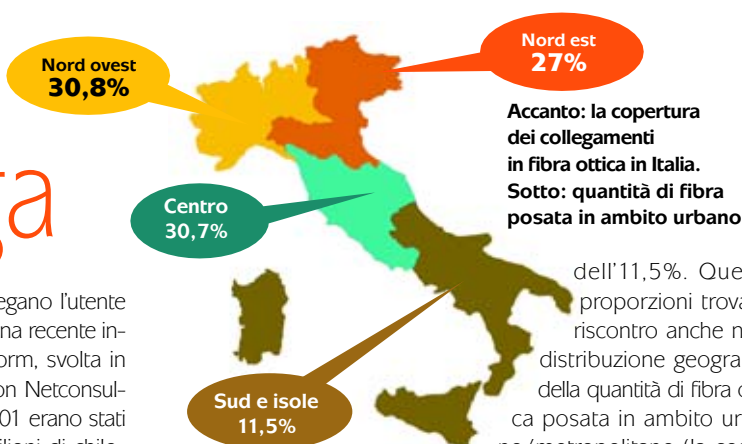 Nord ovest
30,8%
Nord est
27%
Accanto: la copertura
dei collegamenti
in fibra ottica in Italia.
Sotto: quantità di fibra
posata in ambito urbano
Centro
30,7%
Sud e isole
11,5%
ga
egano l'utente
na recente in-
orm, svolta in
on Netconsul-
01 erano stati
dell'11,5%. Que
proporzioni trova
riscontro anche n
distribuzione geogra
della quantità di fibra o
ca posata in ambito ur